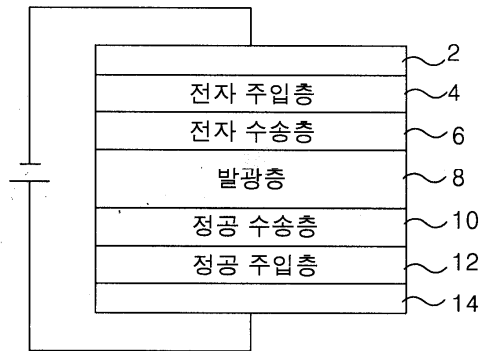 2
전자 주입층 4
전자 수송층 6
발광층 8
정공 수송층 10
정공 주입층 12
14